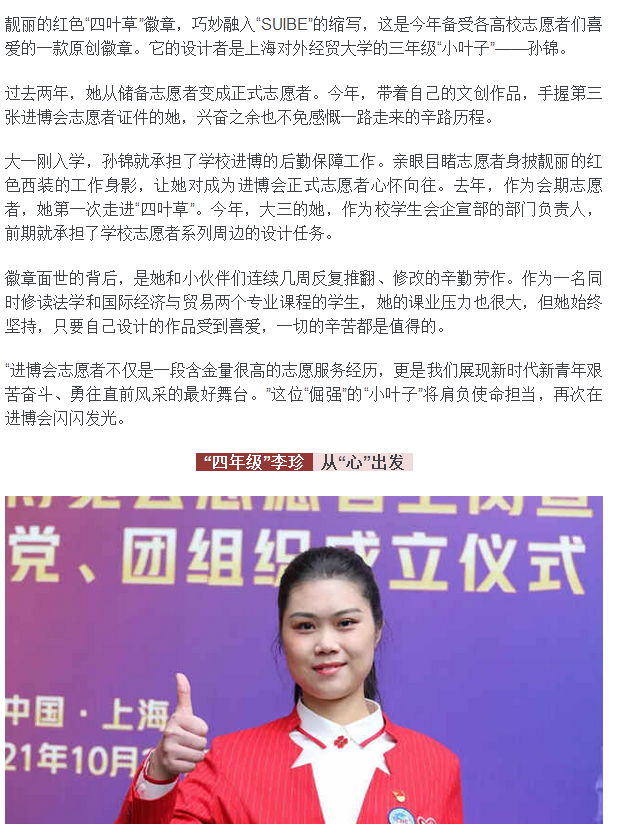 靓丽的红色“四叶草”徽章，巧妙融入“SUIBE”的缩写，这是今年备受各高校志愿者们喜
爱的一款原创徽章。它的设计者是上海对外经贸大学的三年级“小叶子”——孙锦。
过去两年，她从储备志愿者变成正式志愿者。今年，带着自己的文创作品，手握第三
张进博会志愿者证件的她，兴奋之余也不免感慨一路走来的辛路历程。
大一刚入学，孙锦就承担了学校进博的后勤保障工作。亲眼目睹志愿者身披靓丽的红
色西装的工作身影，让她对成为进博会正式志愿者心怀向往。去年，作为会期志愿
者，她第一次走进“四叶草”。今年，大三的她，作为校学生会企宣部的部门负责人，
前期就承担了学校志愿者系列周边的设计任务。
徽章面世的背后，是她和小伙伴们连续几周反复推翻、修改的辛勤劳作。作为一名同
时修读法学和国际经济与贸易两个专业课程的学生，她的课业压力也很大，但她始终
坚持，只要自己设计的作品受到喜爱，一切的辛苦都是值得的。
“进博会志愿者不仅是一段含金量很高的志愿服务经历，更是我们展现新时代新青年艰
苦奋斗、勇往直前风采的最好舞台。”这位“倔强”的“小叶子”将肩负使命担当，再次在
进博会闪闪发光。
“四年级”李珍 从“心”出发
博览会志愿者上岗暨
党、团组织成立仪式
中国·上海
21年10月